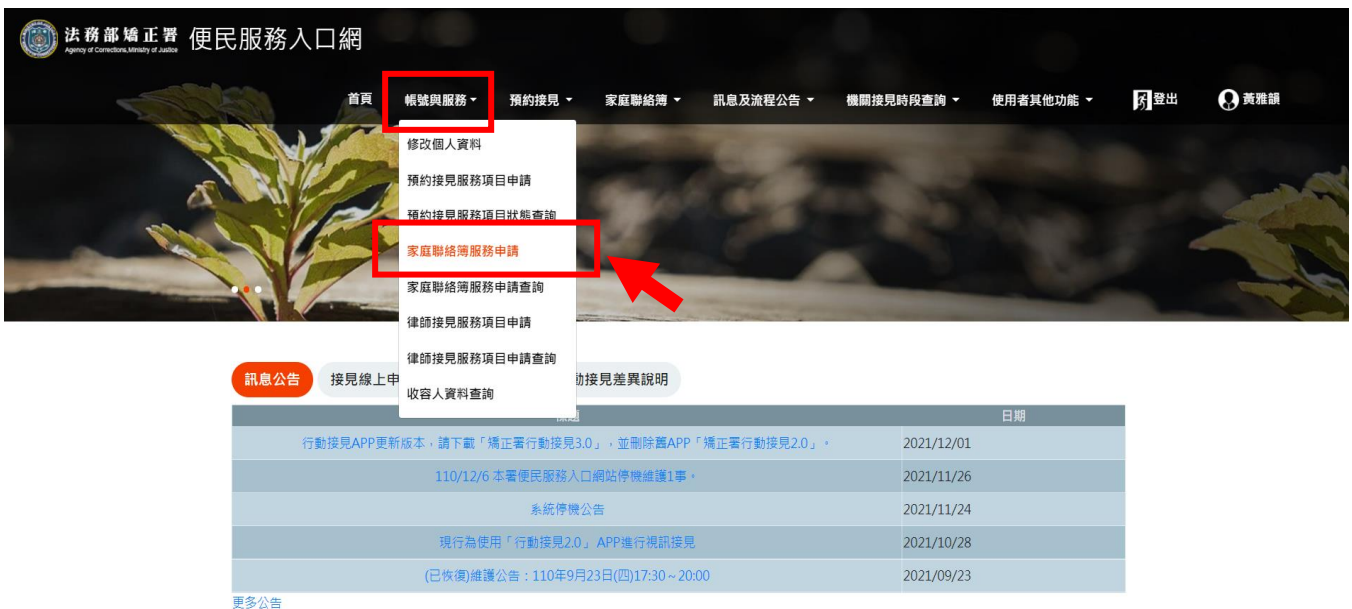 法務部矯正署 便民服務入口網
Agency of Corrections,Ministry of Justice
首頁 帳號與服務 預約接見 家庭聯絡簿 訊息及流程公告 機關接見時段查詢 使用者其他功能 登出 黃雅韻
修改個人資料
預約接見服務項目申請
預約接見服務項目狀態查詢
家庭聯絡簿服務申請
家庭聯絡簿服務申請查詢
律師接見服務項目申請
律師接見服務項目申請查詢
收容人資料查詢
訊息公告 接見線上申 動接見差異說明
標題 日期
行動接見APP更新版本,請下載「矯正署行動接見3.0」,並刪除舊APP「矯正署行動接見2.0」。 2021/12/01
110/12/6 本署便民服務入口網站停機維護1事。 2021/11/26
系統停機公告 2021/11/24
現行為使用「行動接見2.0」 APP進行視訊接見 2021/10/28
(已恢復)維護公告:110年9月23日(四)17:30~20:00 2021/09/23
更多公告